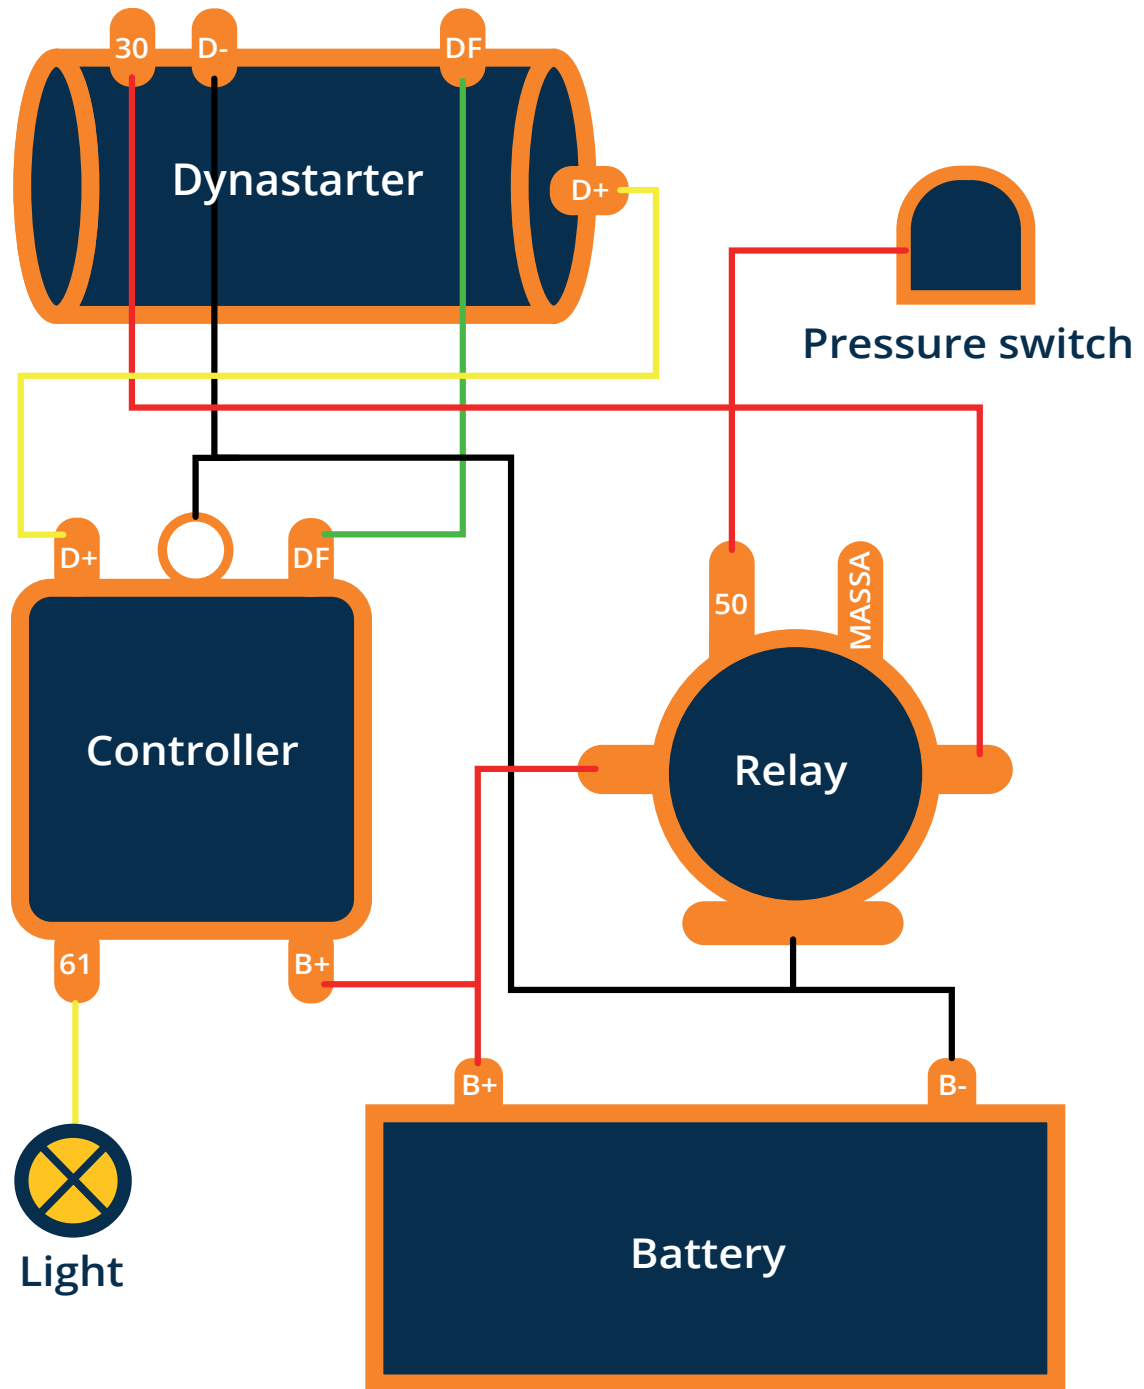 30
D-
DF
Dynastarter
D+
Pressure switch
D+
DF
50
MASSA
Controller
Relay
61
B+
B+
B-
Light
Battery